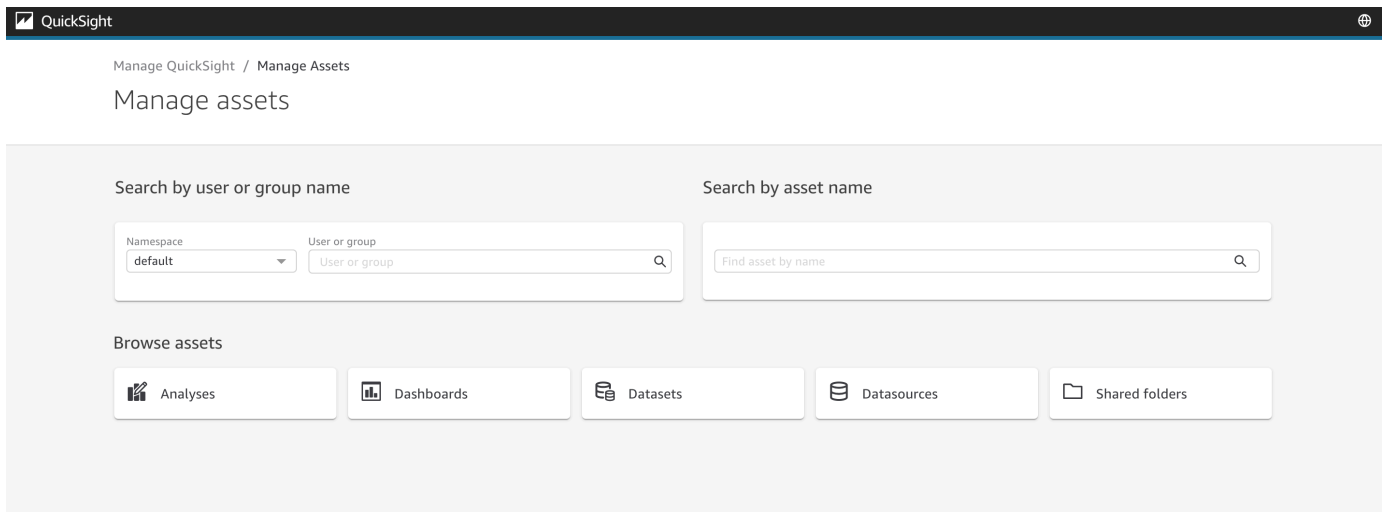 QuickSight
Manage QuickSight / Manage Assets
Manage assets
Search by user or group name
Namespace
default
User or group
User or group
Search by asset name
Find asset by name
Browse assets
Analyses
Dashboards
Datasets
Datasources
Shared folders